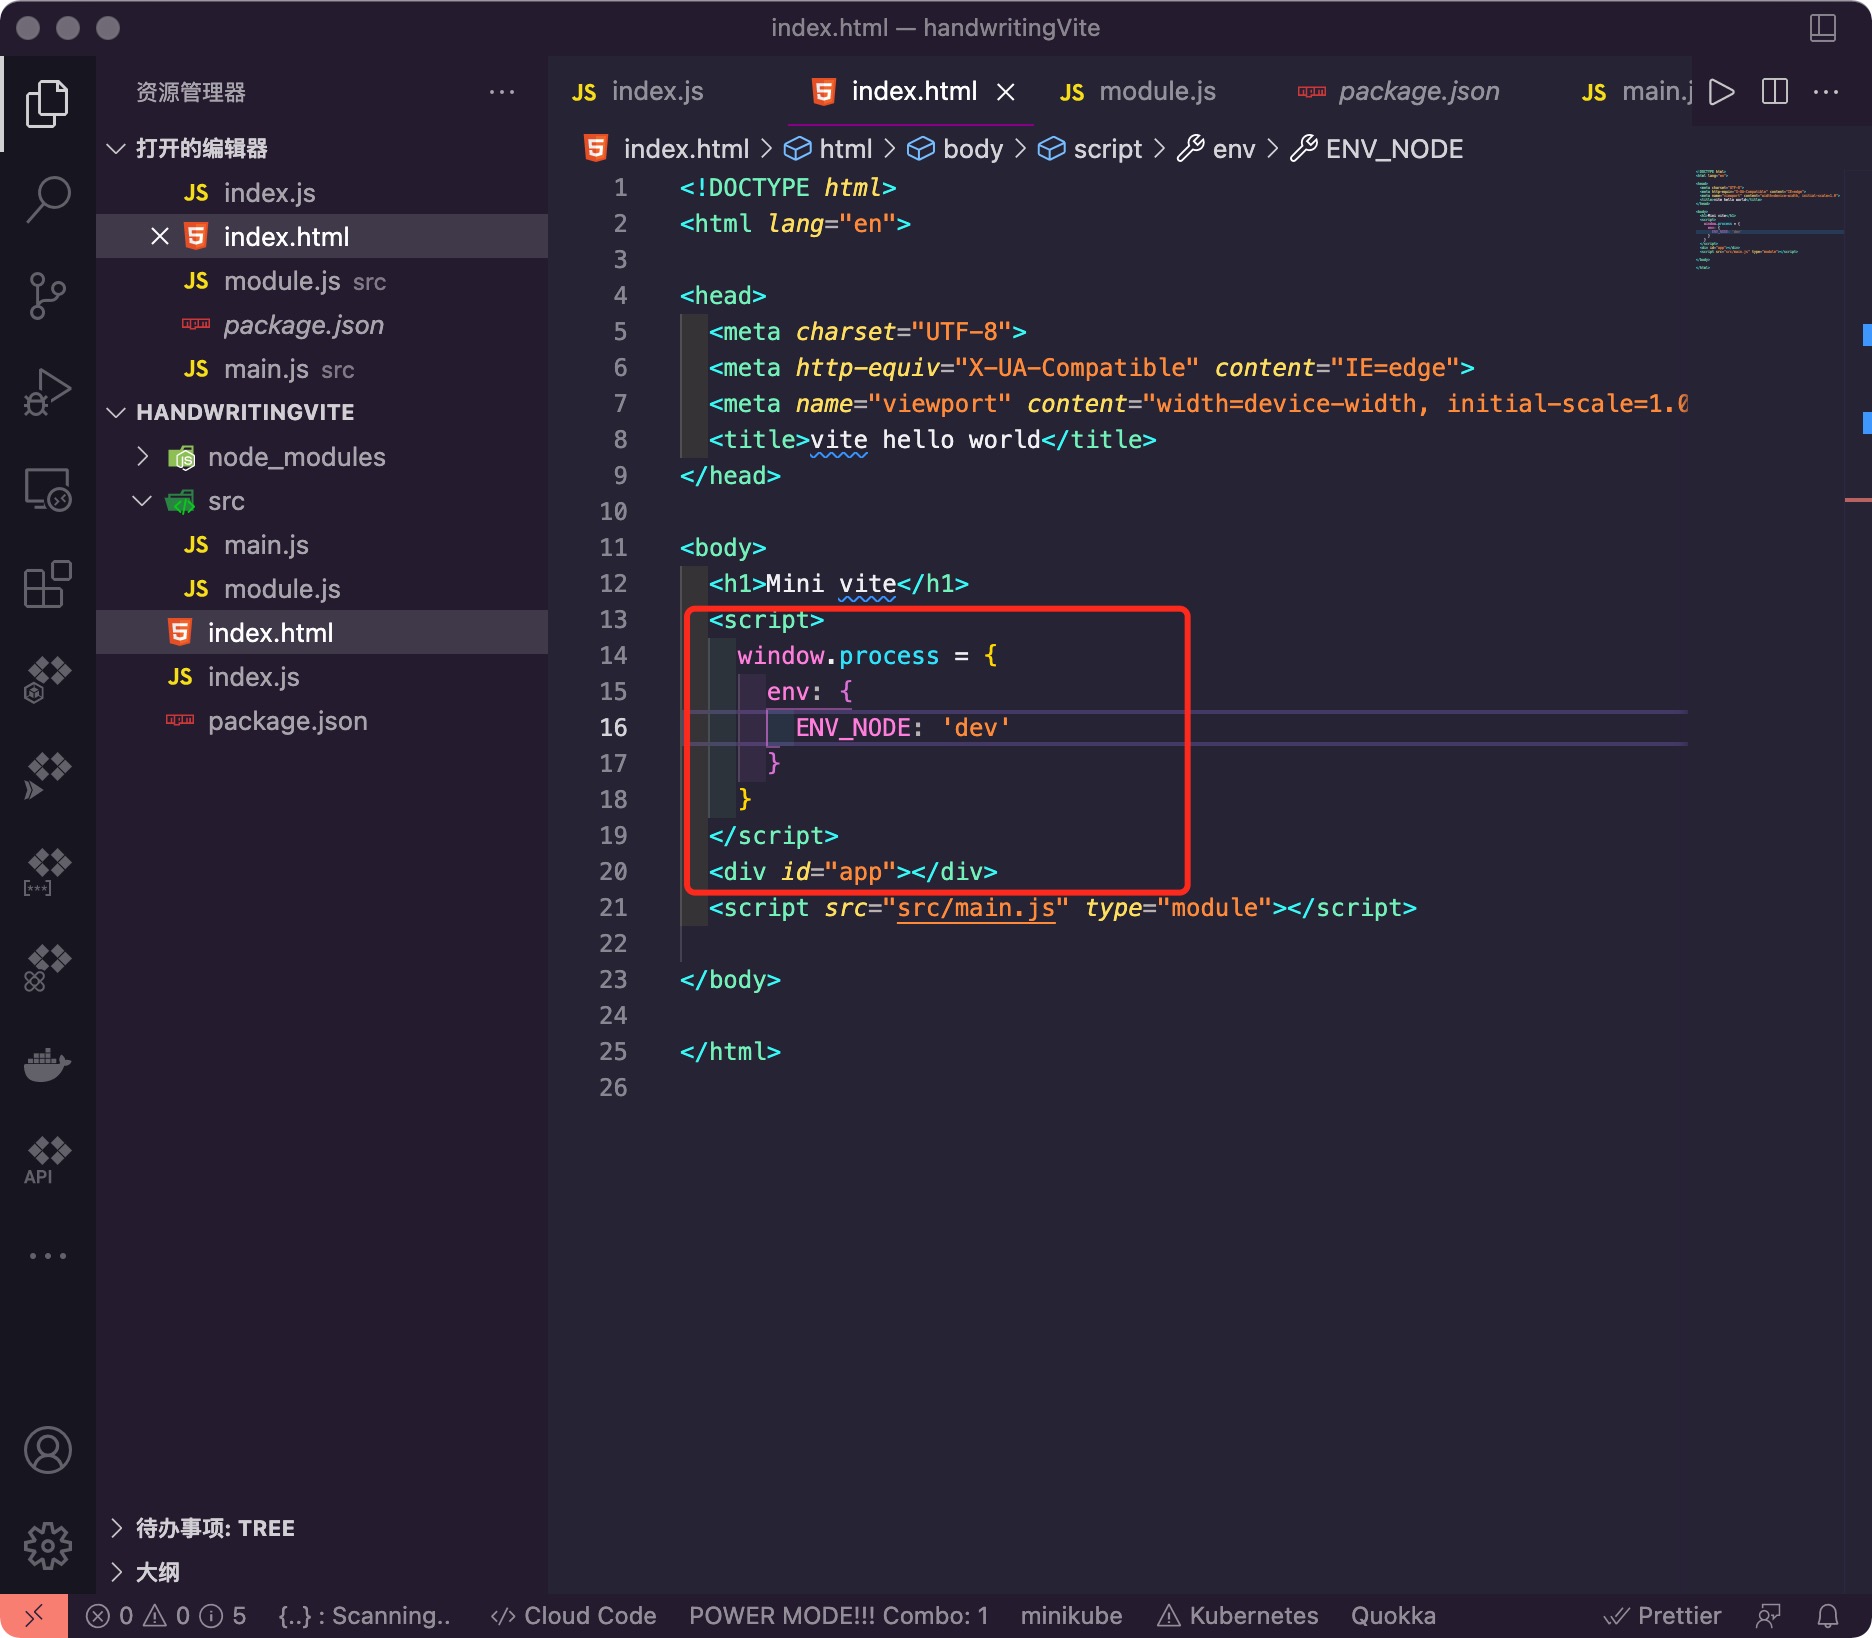 index.html — handwritingVite
资源管理器
打开的编辑器
JS index.js
index.html
JS module.js src
package.json
JS main.js src
HANDWRITINGVITE
node_modules
src
JS main.js
JS module.js
index.html
JS index.js
package.json
待办事项: TREE
大纲
API
JS index.js
index.html
JS module.js
package.json
JS main.j
index.html > html > body > script > env > ENV_NODE
1 <!DOCTYPE html>
2 <html lang="en">
3
4 <head>
5 <meta charset="UTF-8">
6 <meta http-equiv="X-UA-Compatible" content="IE=edge">
7 <meta name="viewport" content="width=device-width, initial-scale=1.0
8 <title>vite hello world</title>
9 </head>
10
11 <body>
12 <h1>Mini vite</h1>
13 <script>
14 window.process = {
15 env: {
16 ENV_NODE: 'dev'
17 }
18 }
19 </script>
20 <div id="app"></div>
21 <script src="src/main.js" type="module"></script>
22
23 </body>
24
25 </html>
26
0 0 5 {..} : Scanning.. </> Cloud Code POWER MODE!!! Combo: 1 minikube Kubernetes Quokka Prettier